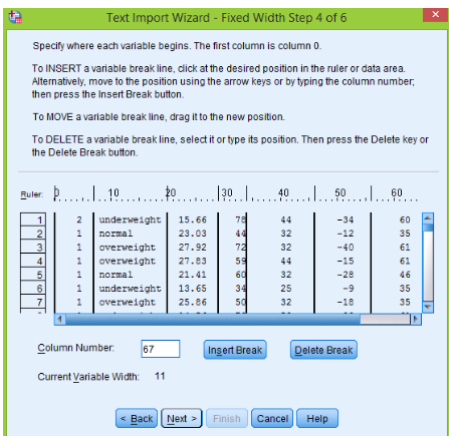 Text Import Wizard - Fixed Width Step 4 of 6
Specify where each variable begins. The first column is column 0.
To INSERT a variable break line, click at the desired position in the ruler or data area.
Alternatively, move to the position using the arrow keys or by typing the column number;
then press the Insert Break button.
To MOVE a variable break line, drag it to the new position.
To DELETE a variable break line, select it or type its position. Then press the Delete key or
the Delete Break button.
Ruler: 0 10 20 30 40 50 60
1 2 underweight 15.66 78 44 -34 60
2 1 normal 23.03 44 32 -12 35
3 1 overweight 27.92 72 32 -40 61
4 1 overweight 27.83 59 44 -15 61
5 1 normal 21.41 60 32 -28 46
6 1 underweight 13.65 34 25 -9 35
7 1 overweight 25.86 50 32 -18 35
Column Number: 67 Insert Break Delete Break
Current Variable Width: 11
< Back Next > Finish Cancel Help